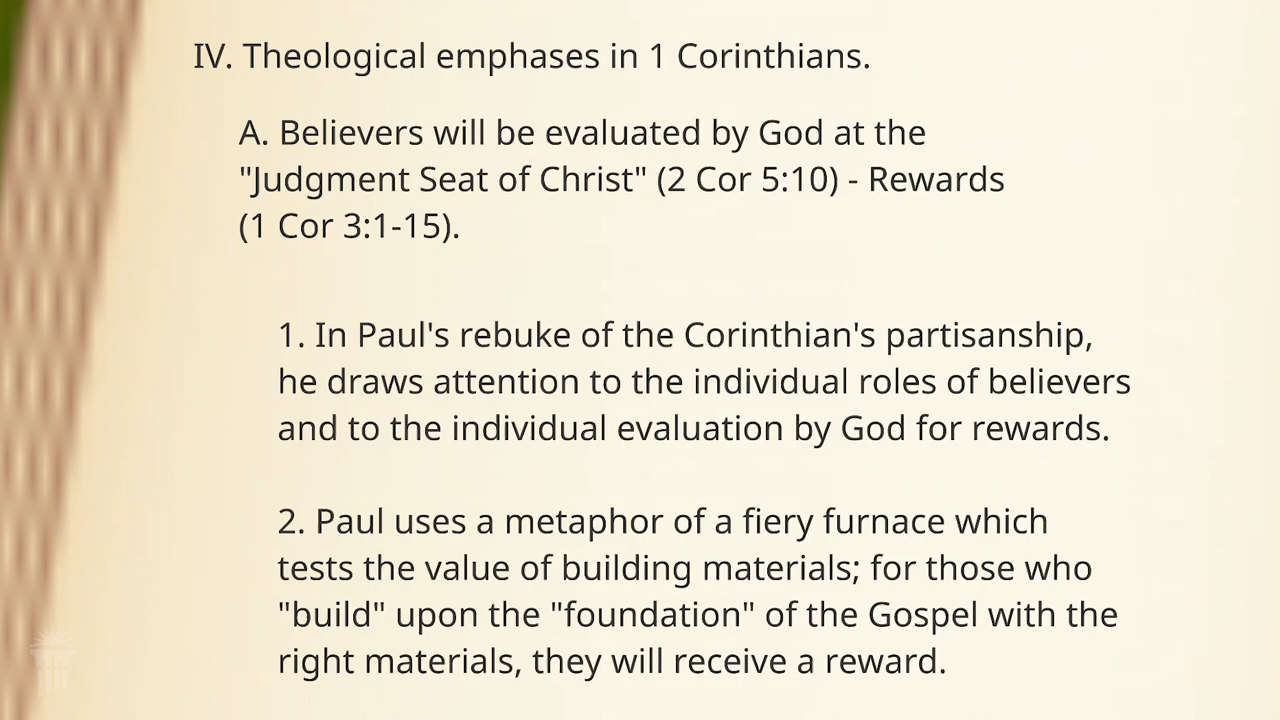 IV. Theological emphases in 1 Corinthians.
A. Believers will be evaluated by God at the
"Judgment Seat of Christ" (2 Cor 5:10) - Rewards
(1 Cor 3:1-15).
1. In Paul's rebuke of the Corinthian's partisanship,
he draws attention to the individual roles of believers
and to the individual evaluation by God for rewards.
2. Paul uses a metaphor of a fiery furnace which
tests the value of building materials; for those who
"build" upon the "foundation" of the Gospel with the
right materials, they will receive a reward.